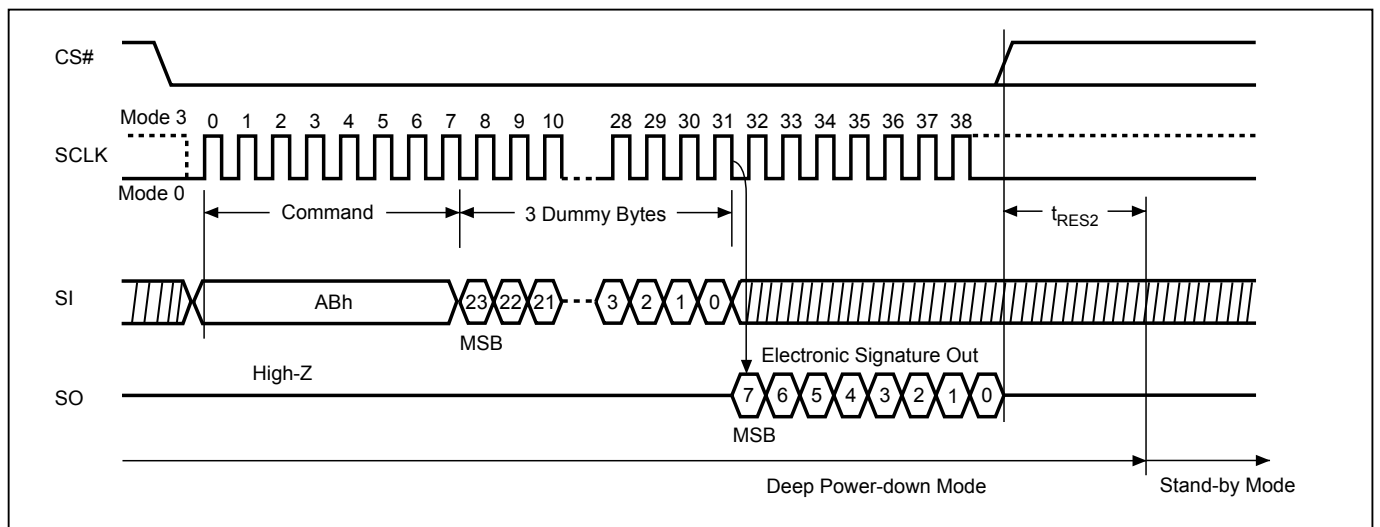 CS#
Mode 3 0 1 2 3 4 5 6 7 8 9 10 28 29 30 31 32 33 34 35 36 37 38
SCLK
Mode 0
Command 3 Dummy Bytes tRES2
SI ABh 23 22 21 3 2 1 0
MSB
Electronic Signature Out
High-Z
SO 7 6 5 4 3 2 1 0
MSB
Deep Power-down Mode Stand-by Mode